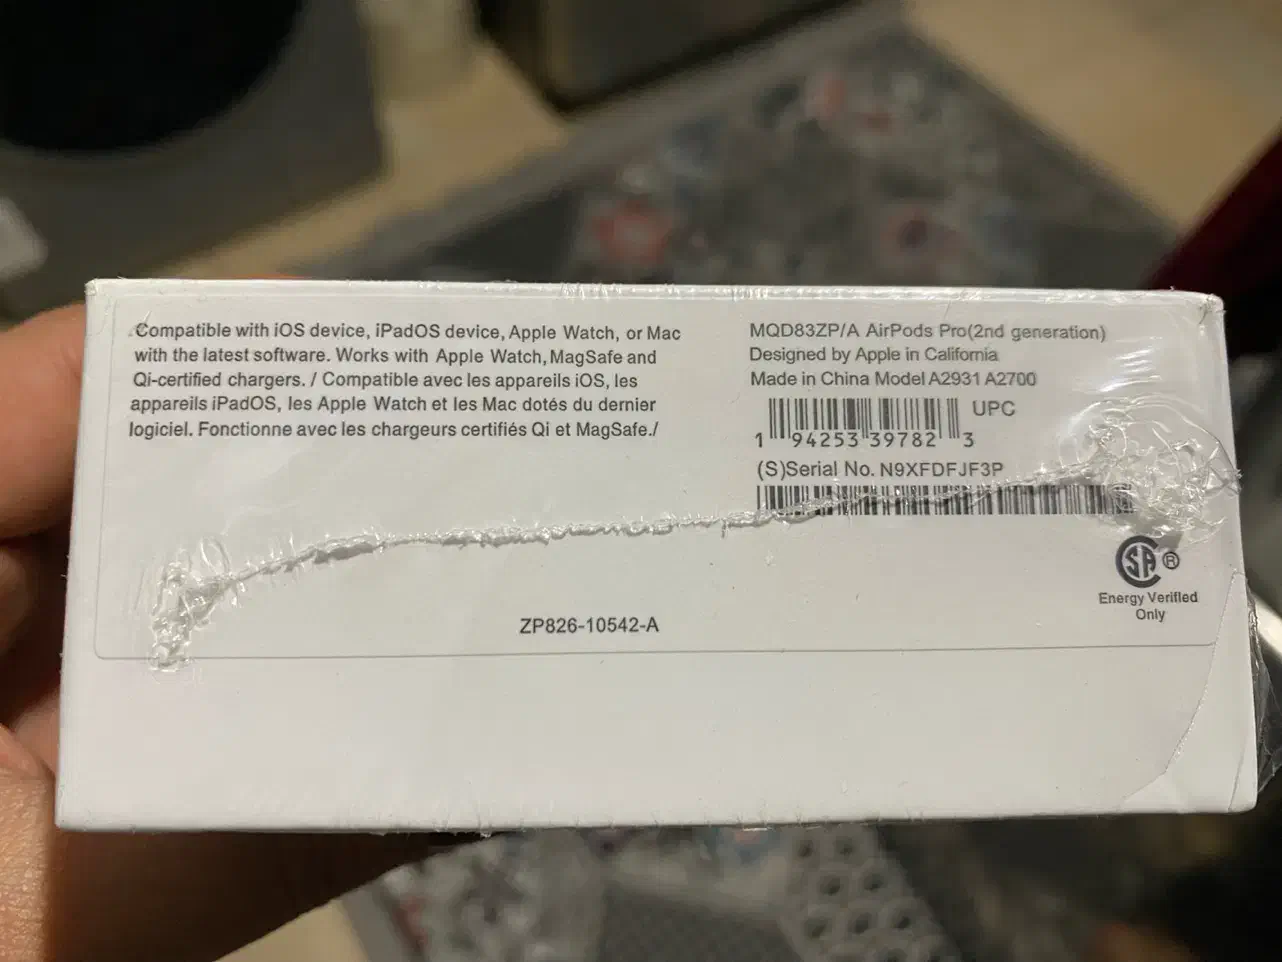 Compatible with iOS device, iPadOS device, Apple Watch, or Mac
with the latest software. Works with Apple Watch, MagSafe and
Qi-certified chargers. / Compatible avec les appareils iOS, les
appareils iPadOS, les Apple Watch et les Mac dotés du dernier
logiciel. Fonctionne avec les chargeurs certifiés Qi et MagSafe./
MQD83ZP/A AirPods Pro(2nd generation)
Designed by Apple in California
Made in China Model A2931 A2700
UPC
1 94253 39782 3
(S)Serial No. N9XFDFJF3P
SA ®
Energy Verified
Only
ZP826-10542-A